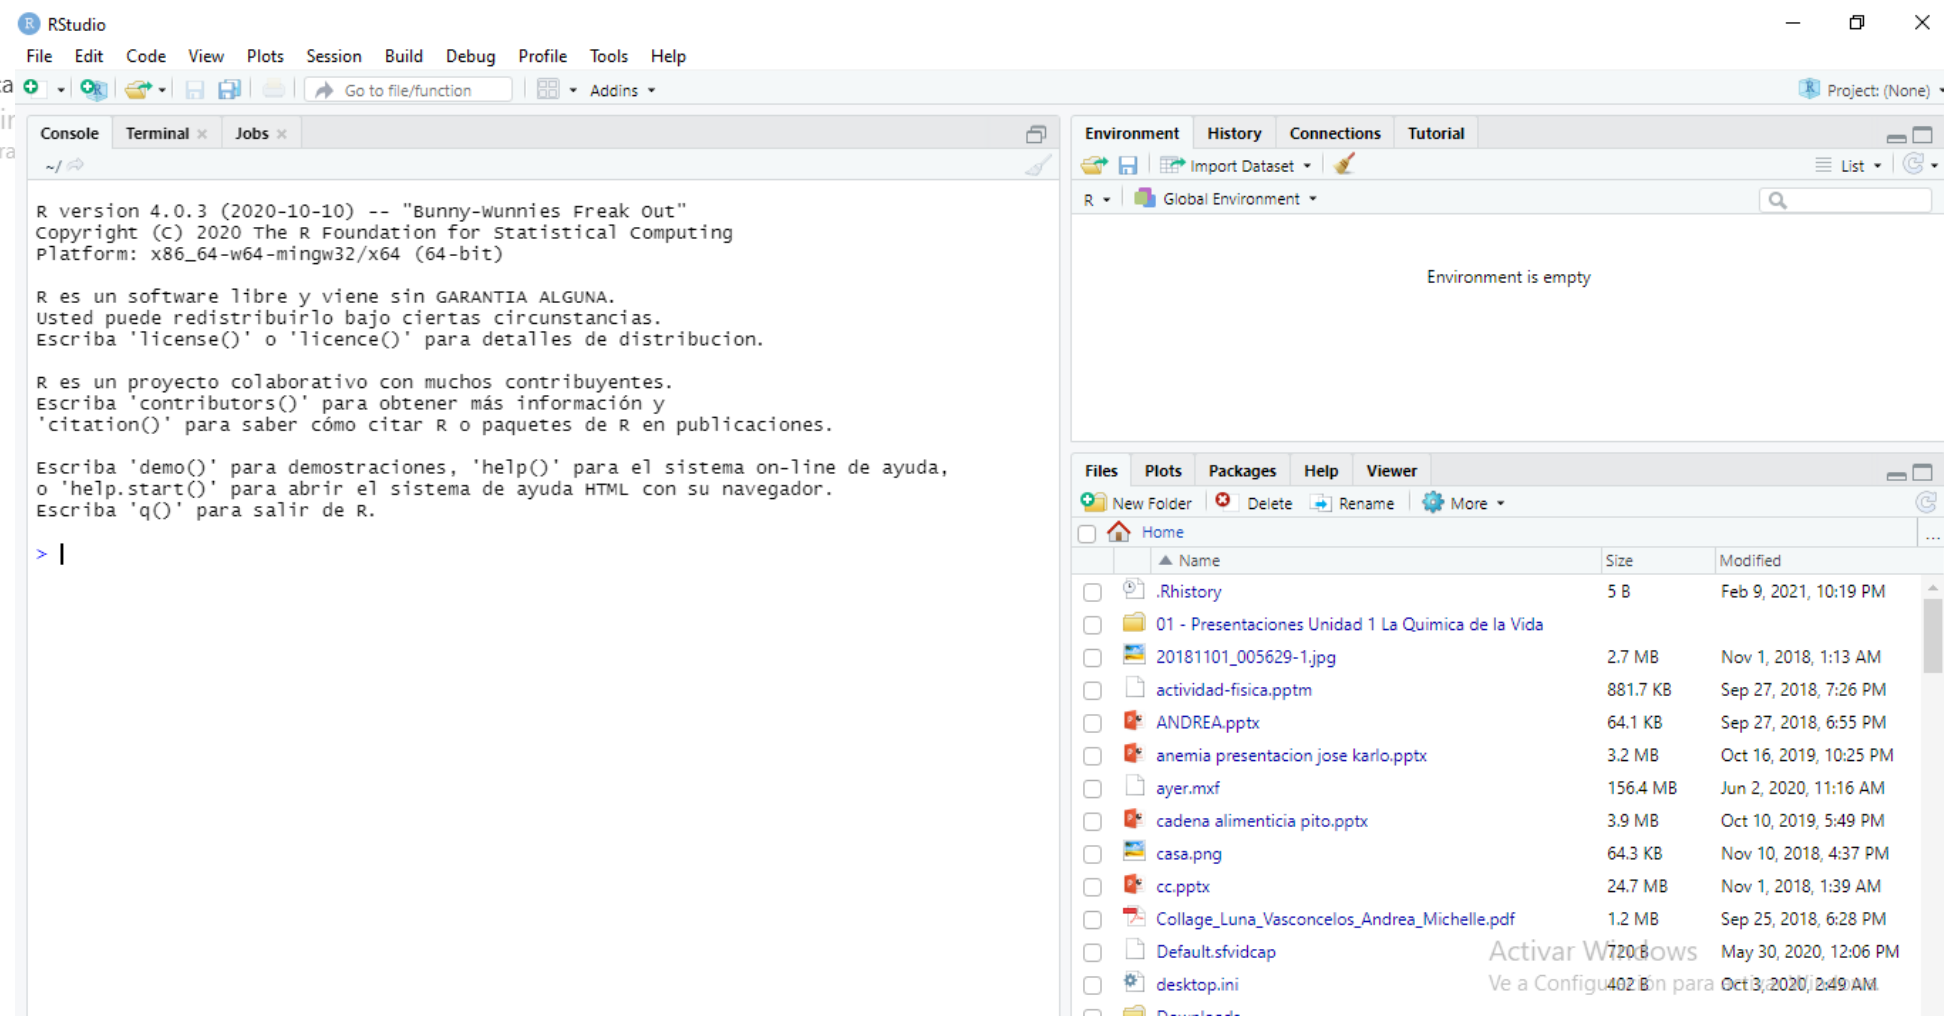 RStudio
File Edit Code View Plots Session Build Debug Profile Tools Help
Go to file/function Addins Project: (None)
Console Terminal Jobs
~/
R version 4.0.3 (2020-10-10) -- "Bunny-Wunnies Freak Out"
Copyright (C) 2020 The R Foundation for Statistical Computing
Platform: x86_64-w64-mingw32/x64 (64-bit)
R es un software libre y viene sin GARANTIA ALGUNA.
Usted puede redistribuirlo bajo ciertas circunstancias.
Escriba 'license()' o 'licence()' para detalles de distribucion.
R es un proyecto colaborativo con muchos contribuyentes.
Escriba 'contributors()' para obtener más información y
'citation()' para saber cómo citar R o paquetes de R en publicaciones.
Escriba 'demo()' para demostraciones, 'help()' para el sistema on-line de ayuda,
o 'help.start()' para abrir el sistema de ayuda HTML con su navegador.
Escriba 'q()' para salir de R.
>
Environment History Connections Tutorial
Import Dataset List
R Global Environment
Environment is empty
Files Plots Packages Help Viewer
New Folder Delete Rename More
Home ...
Name Size Modified
.Rhistory 5 B Feb 9, 2021, 10:19 PM
01 - Presentaciones Unidad 1 La Quimica de la Vida
20181101_005629-1.jpg 2.7 MB Nov 1, 2018, 1:13 AM
actividad-fisica.pptm 881.7 KB Sep 27, 2018, 7:26 PM
ANDREA.pptx 64.1 KB Sep 27, 2018, 6:55 PM
anemia presentacion jose karlo.pptx 3.2 MB Oct 16, 2019, 10:25 PM
ayer.mxf 156.4 MB Jun 2, 2020, 11:16 AM
cadena alimenticia pito.pptx 3.9 MB Oct 10, 2019, 5:49 PM
casa.png 64.3 KB Nov 10, 2018, 4:37 PM
cc.pptx 24.7 MB Nov 1, 2018, 1:39 AM
Collage_Luna_Vasconcelos_Andrea_Michelle.pdf 1.2 MB Sep 25, 2018, 6:28 PM
Default.sfvidcap 720 B May 30, 2020, 12:06 PM
Activar Windows
desktop.ini 402 B Oct 3, 2020, 2:49 AM
Ve a Configuración para activar Windows.